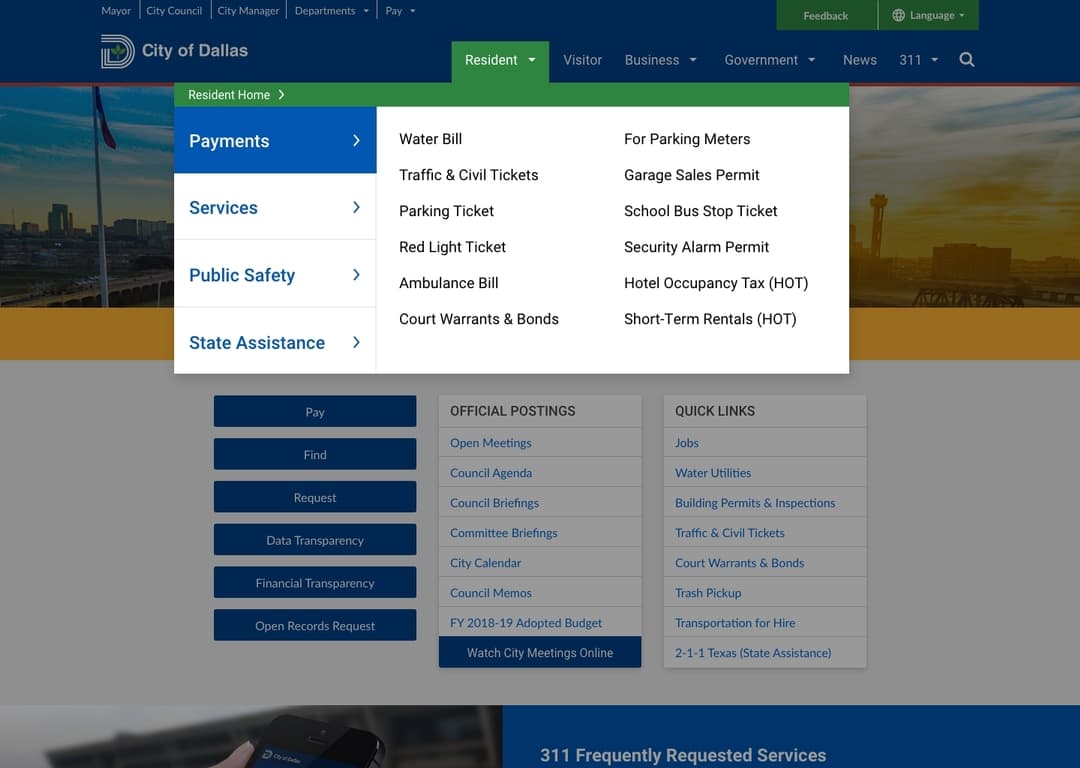 Mayor City Council City Manager Departments Pay
Feedback Language
City of Dallas
Resident Visitor Business Government News 311
Resident Home
Payments
Services
Public Safety
State Assistance
Water Bill
Traffic & Civil Tickets
Parking Ticket
Red Light Ticket
Ambulance Bill
Court Warrants & Bonds
For Parking Meters
Garage Sales Permit
School Bus Stop Ticket
Security Alarm Permit
Hotel Occupancy Tax (HOT)
Short-Term Rentals (HOT)
Pay
Find
Request
Data Transparency
Financial Transparency
Open Records Request
OFFICIAL POSTINGS
Open Meetings
Council Agenda
Council Briefings
Committee Briefings
City Calendar
Council Memos
FY 2018-19 Adopted Budget
Watch City Meetings Online
QUICK LINKS
Jobs
Water Utilities
Building Permits & Inspections
Traffic & Civil Tickets
Court Warrants & Bonds
Trash Pickup
Transportation for Hire
2-1-1 Texas (State Assistance)
City of Dallas
311 Frequently Requested Services